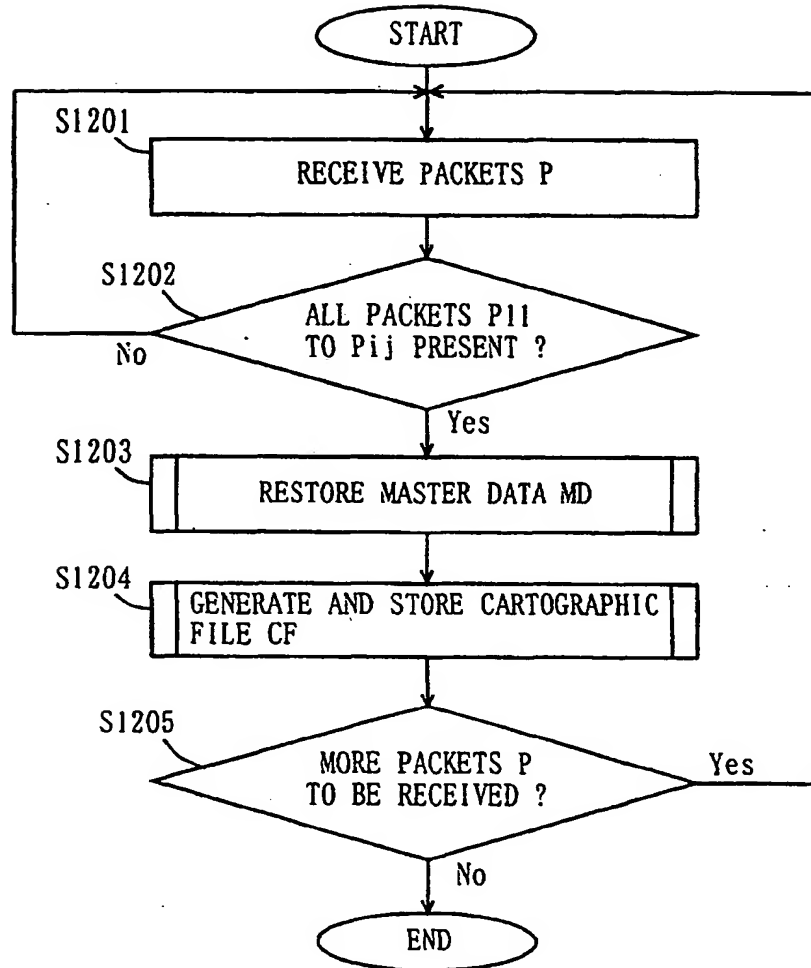 START
S1201
RECEIVE PACKETS P
S1202
ALL PACKETS P11
TO Pij PRESENT ?
No
Yes
S1203
RESTORE MASTER DATA MD
S1204
GENERATE AND STORE CARTOGRAPHIC
FILE CF
S1205
MORE PACKETS P
TO BE RECEIVED ?
Yes
No
END